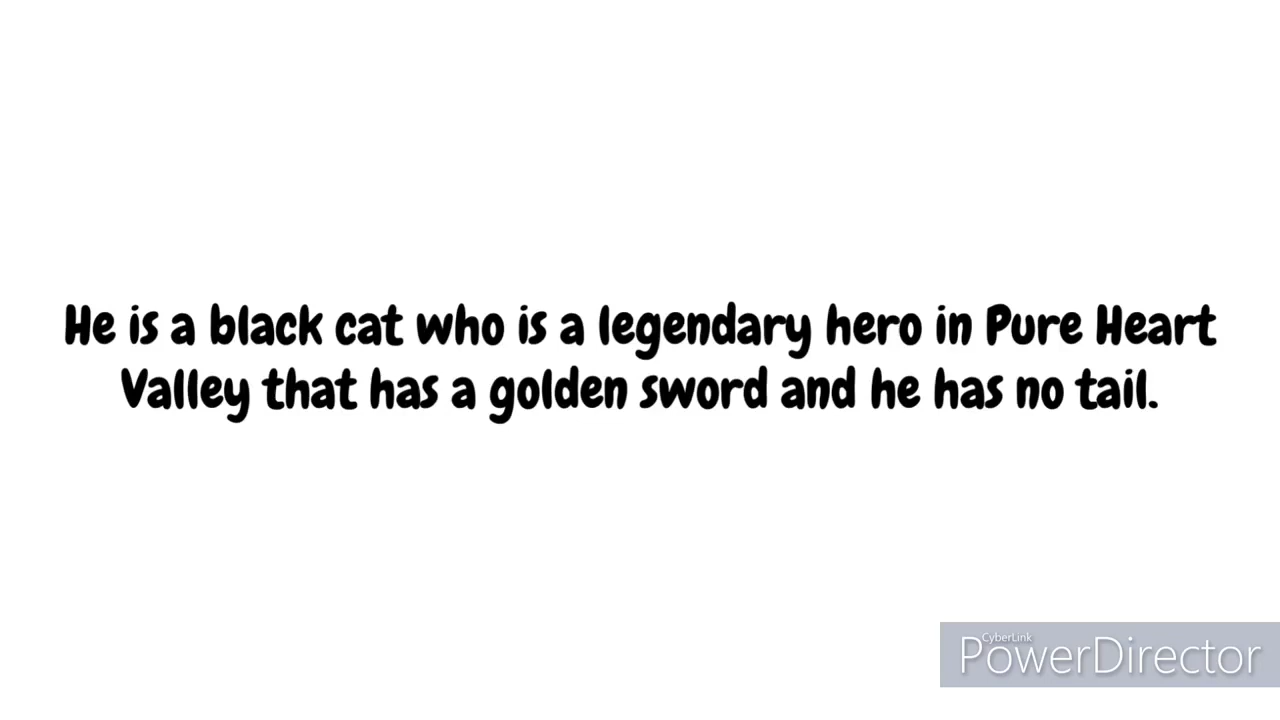 He is a black cat who is a legendary hero in Pure Heart
Valley that has a golden sword and he has no tail.
CyberLink
PowerDirector